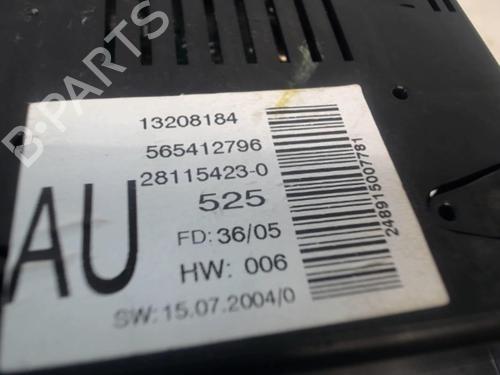 13208184
565412796
28115423-0
525
AU
FD: 36/05
HW: 006
SW: 15.07.2004/0
248915007781
B-PARTS